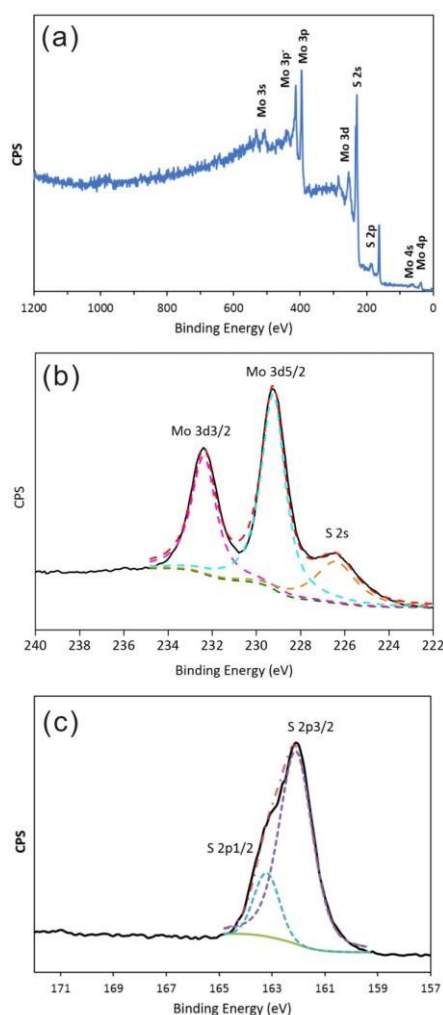 (a)
Mo 3s
Mo 3p'
Mo 3p
S 2s
Mo 3d
S 2p
Mo 4s
Mo 4p
CPS
1200 1000 800 600 400 200 0
Binding Energy (eV)
(b)
Mo 3d5/2
Mo 3d3/2
S 2s
CPS
240 238 236 234 232 230 229 228 226 224 222
Binding Energy (eV)
(c)
S 2p3/2
S 2p1/2
CPS
171 169 167 165 163 161 159 157
Binding Energy (eV)